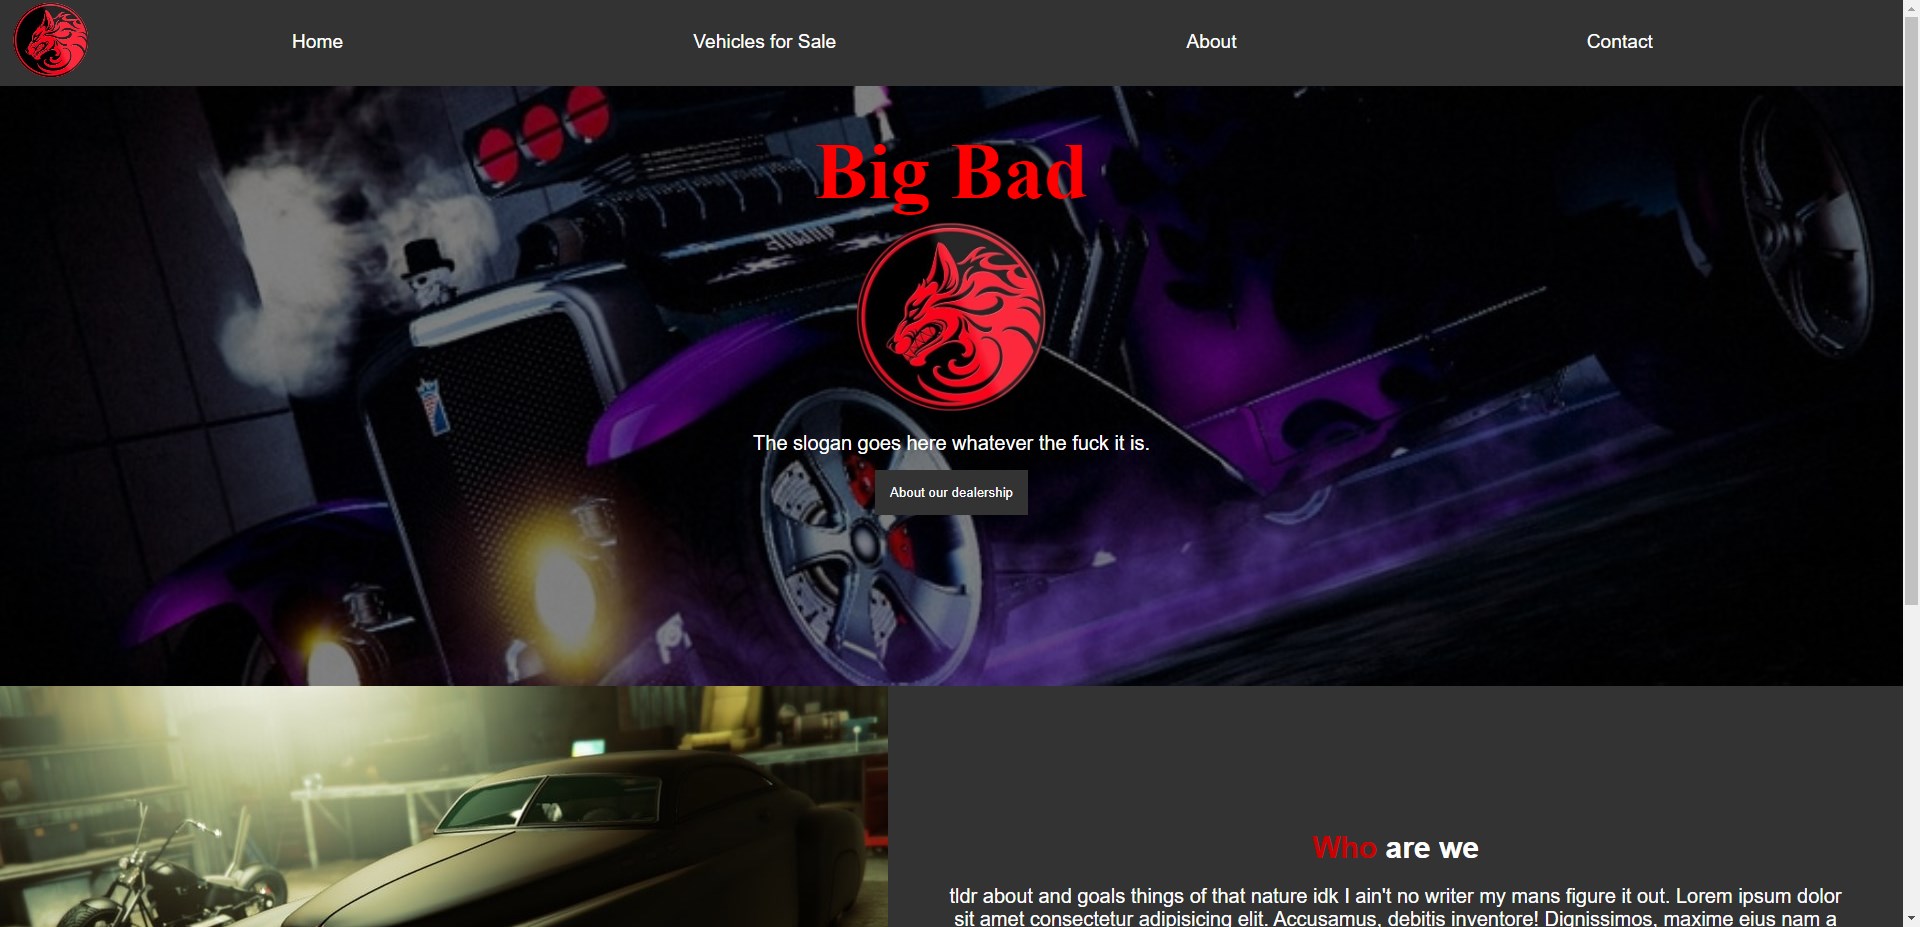 Home
Vehicles for Sale
About
Contact
Big Bad
The slogan goes here whatever the fuck it is.
About our dealership
Who are we
tldr about and goals things of that nature idk I ain't no writer my mans figure it out. Lorem ipsum dolor
sit amet consectetur adipisicing elit. Accusamus, debitis inventore! Dignissimos, maxime eius nam a